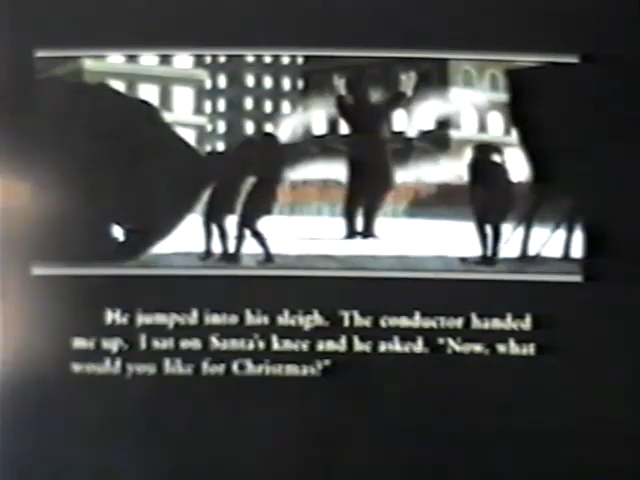 He jumped into his sleigh. The conductor handed
me up. I sat on Santa's knee and he asked, "Now, what
would you like for Christmas?"